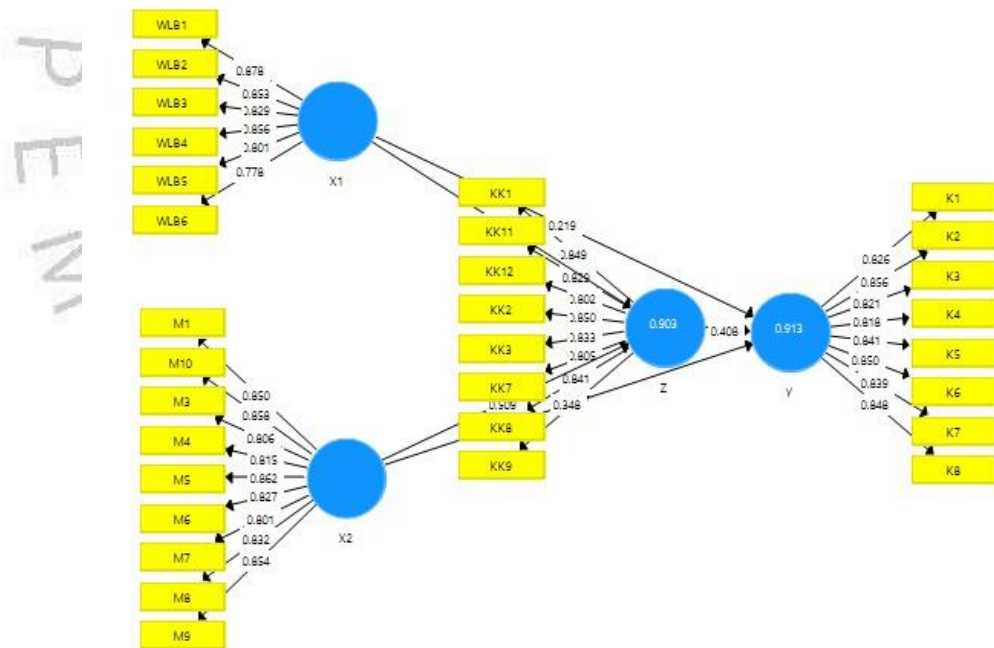 PENI
WLB1
WLB2
WLB3
WLB4
WLB5
WLB6
0.878
0.853
0.829
0.856
0.801
0.778
X1
M1
M10
M3
M4
M5
M6
M7
M8
M9
0.850
0.858
0.806
0.815
0.862
0.827
0.801
0.832
0.854
X2
KK1
KK11
KK12
KK2
KK3
KK7
KK8
KK9
0.219
0.849
0.829
0.802
0.850
0.833
0.805
0.841
0.509
0.348
0.903
Z
0.408
0.913
Y
0.826
0.856
0.821
0.818
0.841
0.850
0.839
0.848
K1
K2
K3
K4
K5
K6
K7
K8